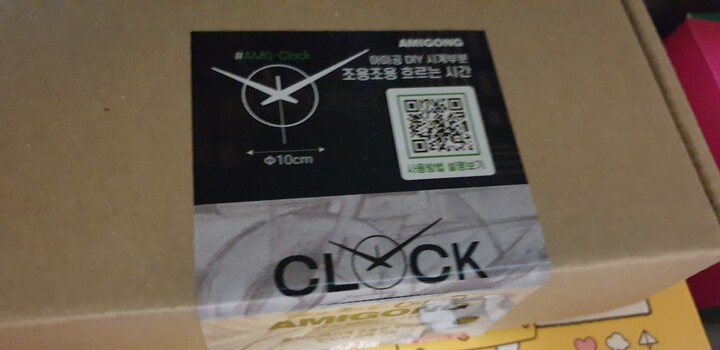 AMIGONG
#AMG-Clock
아미공 DIY 시계부분
조용조용 흐르는 시간
Φ10cm
사용방법 설명보기
CLOCK
AMIGONG